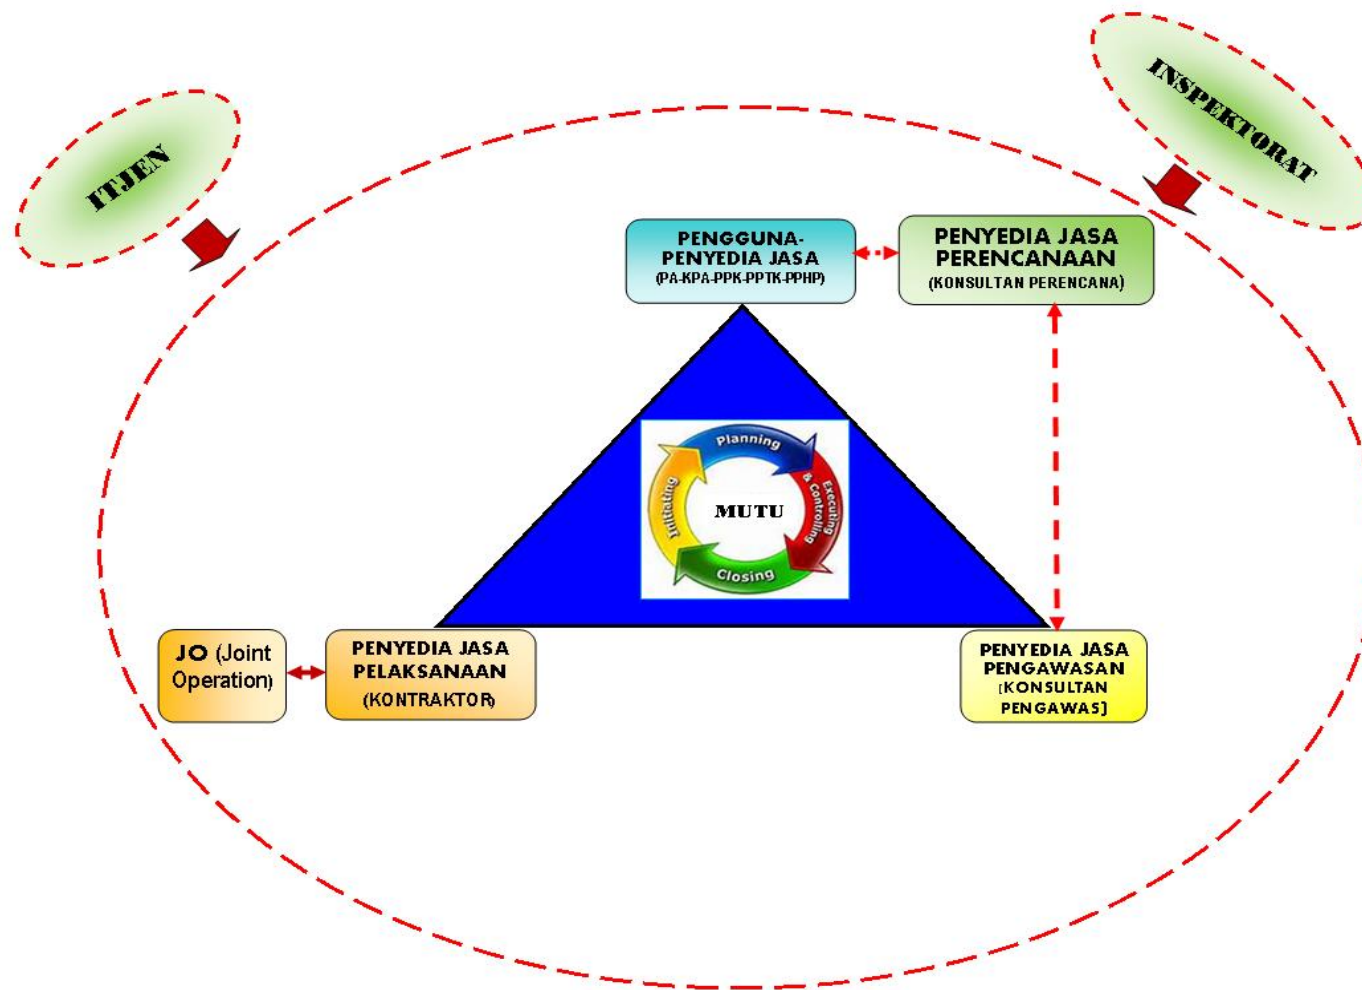 ITJEN
INSPEKTORAT
PENGGUNA-
PENYEDIA JASA
(PA-KPA-PPK-PPTK-PPHP)
PENYEDIA JASA
PERENCANAAN
(KONSULTAN PERENCANA)
Planning
Executing
& Controlling
Closing
Initiating
MUTU
JO (Joint
Operation)
PENYEDIA JASA
PELAKSANAAN
(KONTRAKTOR)
PENYEDIA JASA
PENGAWASAN
[KONSULTAN
PENGAWAS]